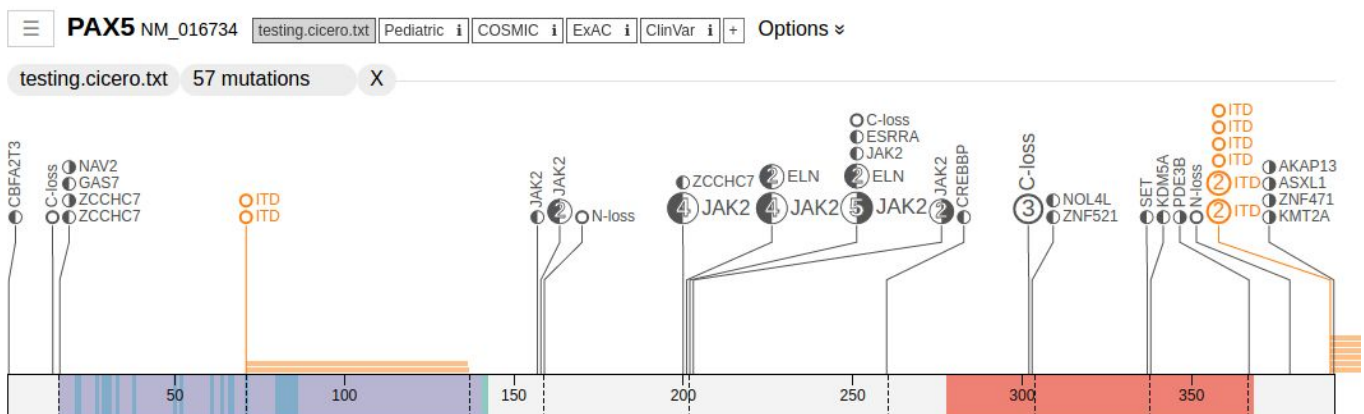 ☰ PAX5 NM_016734 testing.cicero.txt Pediatric i COSMIC i ExAC i ClinVar i + Options
testing.cicero.txt 57 mutations X
CBFA2T3
C-loss
NAV2
GAS7
ZCCHC7
ZCCHC7
ITD
ITD
JAK2
2 JAK2
N-loss
ZCCHC7
4 JAK2
2 ELN
4 JAK2
C-loss
ESRRA
JAK2
2 ELN
5 JAK2
2 JAK2
CREBBP
3 C-loss
NOL4L
ZNF521
SET
KDM5A
PDE3B
N-loss
ITD
ITD
ITD
ITD
2 ITD
2 ITD
AKAP13
ASXL1
ZNF471
KMT2A
50 100 150 200 250 300 350